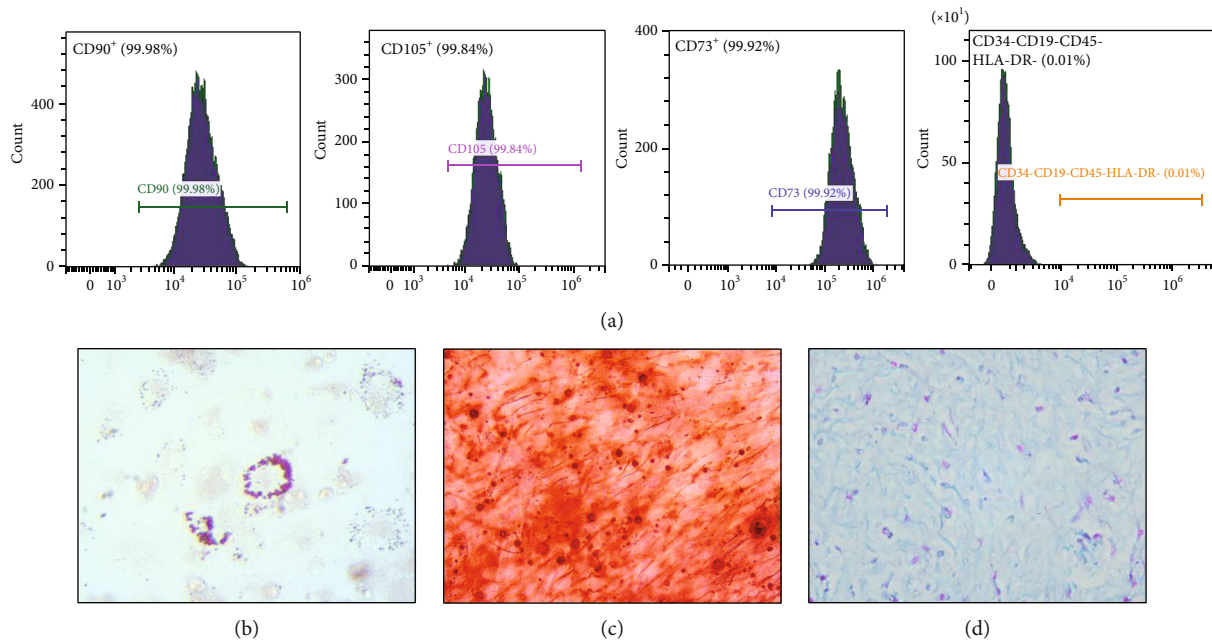 CD90⁺ (99.98%)
400
200
0
Count
CD90 (99.98%)
0 10³ 10⁴ 10⁵ 10⁶
CD105⁺ (99.84%)
300
200
100
0
Count
CD105 (99.84%)
0 10³ 10⁴ 10⁵ 10⁶
CD73⁺ (99.92%)
400
200
0
Count
CD73 (99.92%)
0 10³ 10⁴ 10⁵ 10⁶
(×10¹)
CD34-CD19-CD45-
HLA-DR- (0.01%)
100
50
0
Count
CD34-CD19-CD45-HLA-DR- (0.01%)
0 10⁴ 10⁵ 10⁶
(a)
(b) (c) (d)